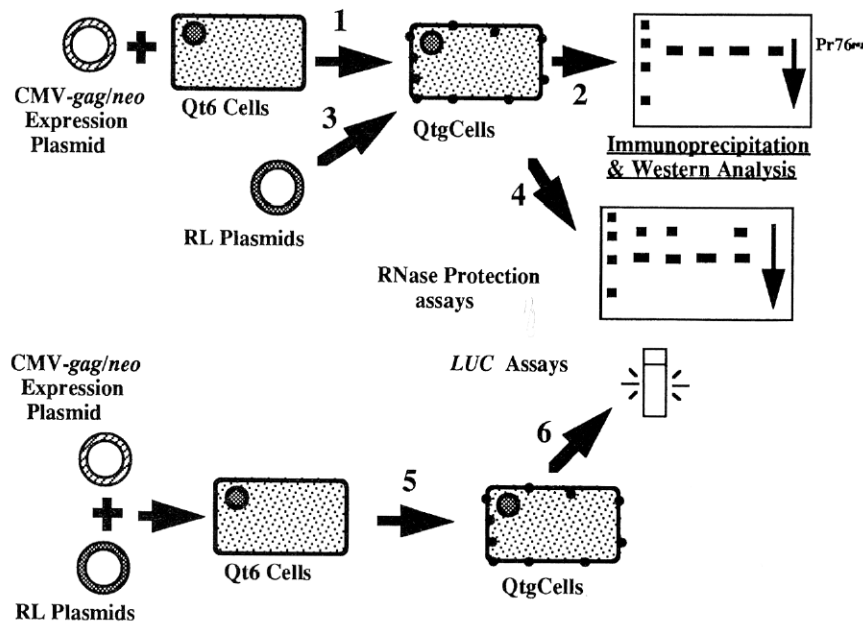 1
2
Pr76
CMV-gag/neo
Expression
Plasmid
Qt6 Cells
3
QtgCells
Immunoprecipitation
& Western Analysis
4
RL Plasmids
RNase Protection
assays
CMV-gag/neo
Expression
Plasmid
LUC Assays
6
5
Qt6 Cells
QtgCells
RL Plasmids